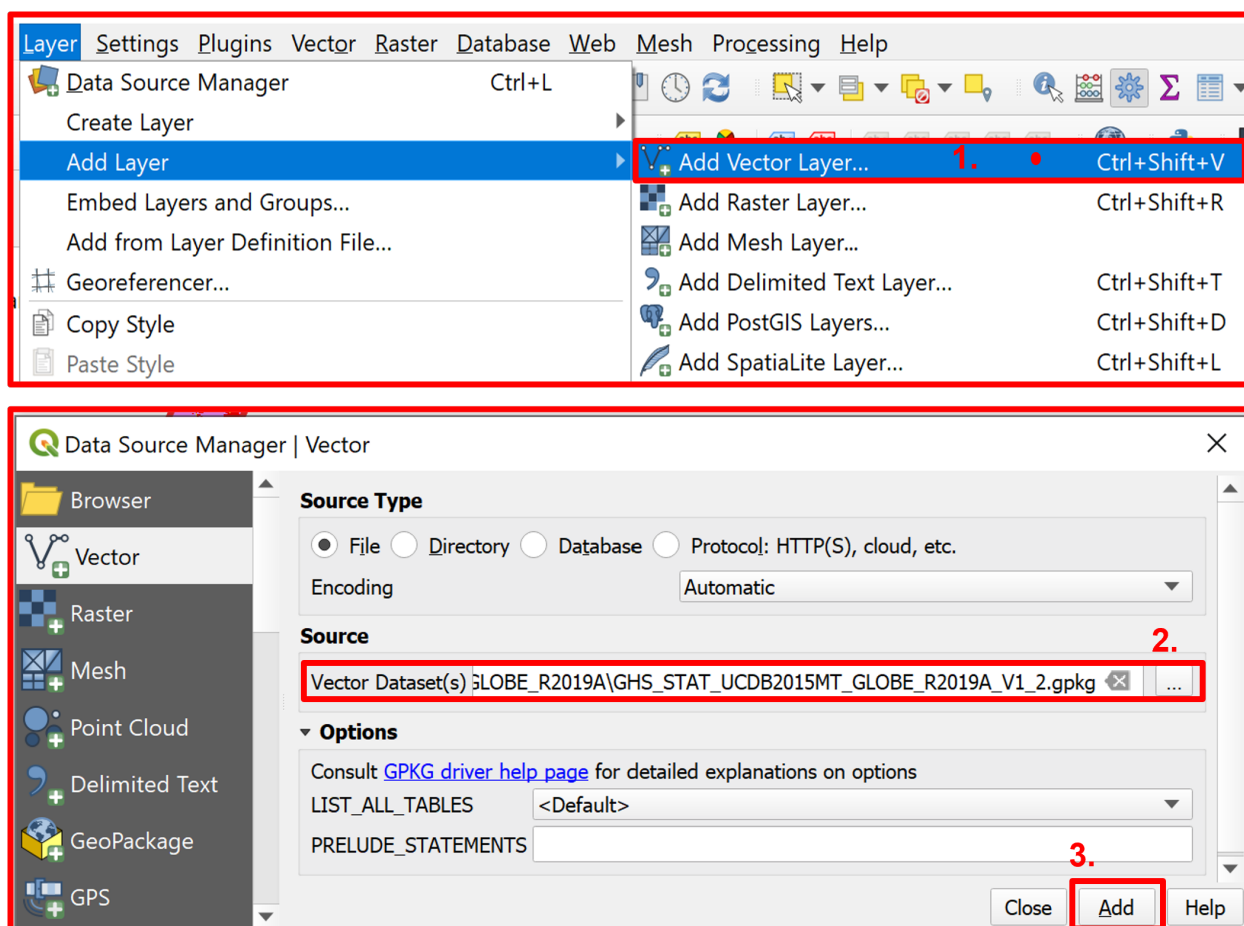 Layer Settings Plugins Vector Raster Database Web Mesh Processing Help
Data Source Manager Ctrl+L
Create Layer
Add Layer
Add Vector Layer... 1. Ctrl+Shift+V
Embed Layers and Groups...
Add Raster Layer... Ctrl+Shift+R
Add from Layer Definition File...
Add Mesh Layer...
Georeferencer...
Add Delimited Text Layer... Ctrl+Shift+T
Copy Style
Add PostGIS Layers... Ctrl+Shift+D
Paste Style
Add SpatiaLite Layer... Ctrl+Shift+L
Data Source Manager | Vector
Browser
Vector
Raster
Mesh
Point Cloud
Delimited Text
GeoPackage
GPS
Source Type
File Directory Database Protocol: HTTP(S), cloud, etc.
Encoding Automatic
Source
2.
Vector Dataset(s) GLOBE_R2019A\GHS_STAT_UCDB2015MT_GLOBE_R2019A_V1_2.gpkg ...
Options
Consult GPKG driver help page for detailed explanations on options
LIST_ALL_TABLES <Default>
PRELUDE_STATEMENTS
3.
Close Add Help